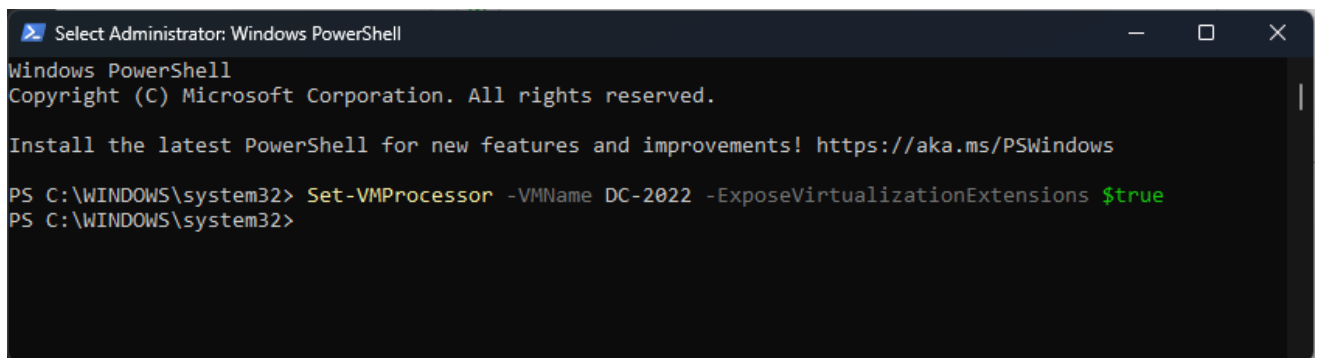 Select Administrator: Windows PowerShell
Windows PowerShell
Copyright (C) Microsoft Corporation. All rights reserved.
Install the latest PowerShell for new features and improvements! https://aka.ms/PSWindows
PS C:\WINDOWS\system32> Set-VMProcessor -VMName DC-2022 -ExposeVirtualizationExtensions $true
PS C:\WINDOWS\system32>